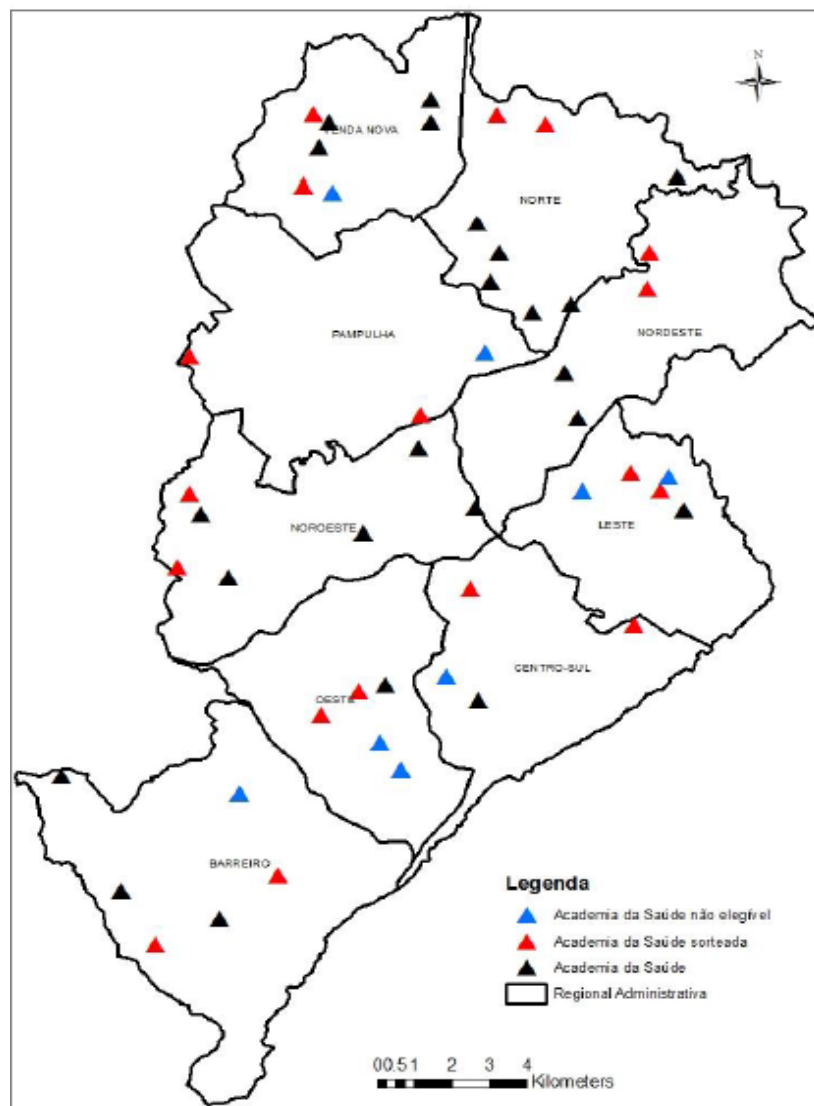 N
VENDA NOVA
NORTE
PAMPULHA
NORDESTE
NOROESTE
LESTE
CENTRO-SUL
OESTE
BARREIRO
Legenda
Academia da Saúde não elegível
Academia da Saúde sorteada
Academia da Saúde
Regional Administrativa
00.51 2 3 4
Kilometers